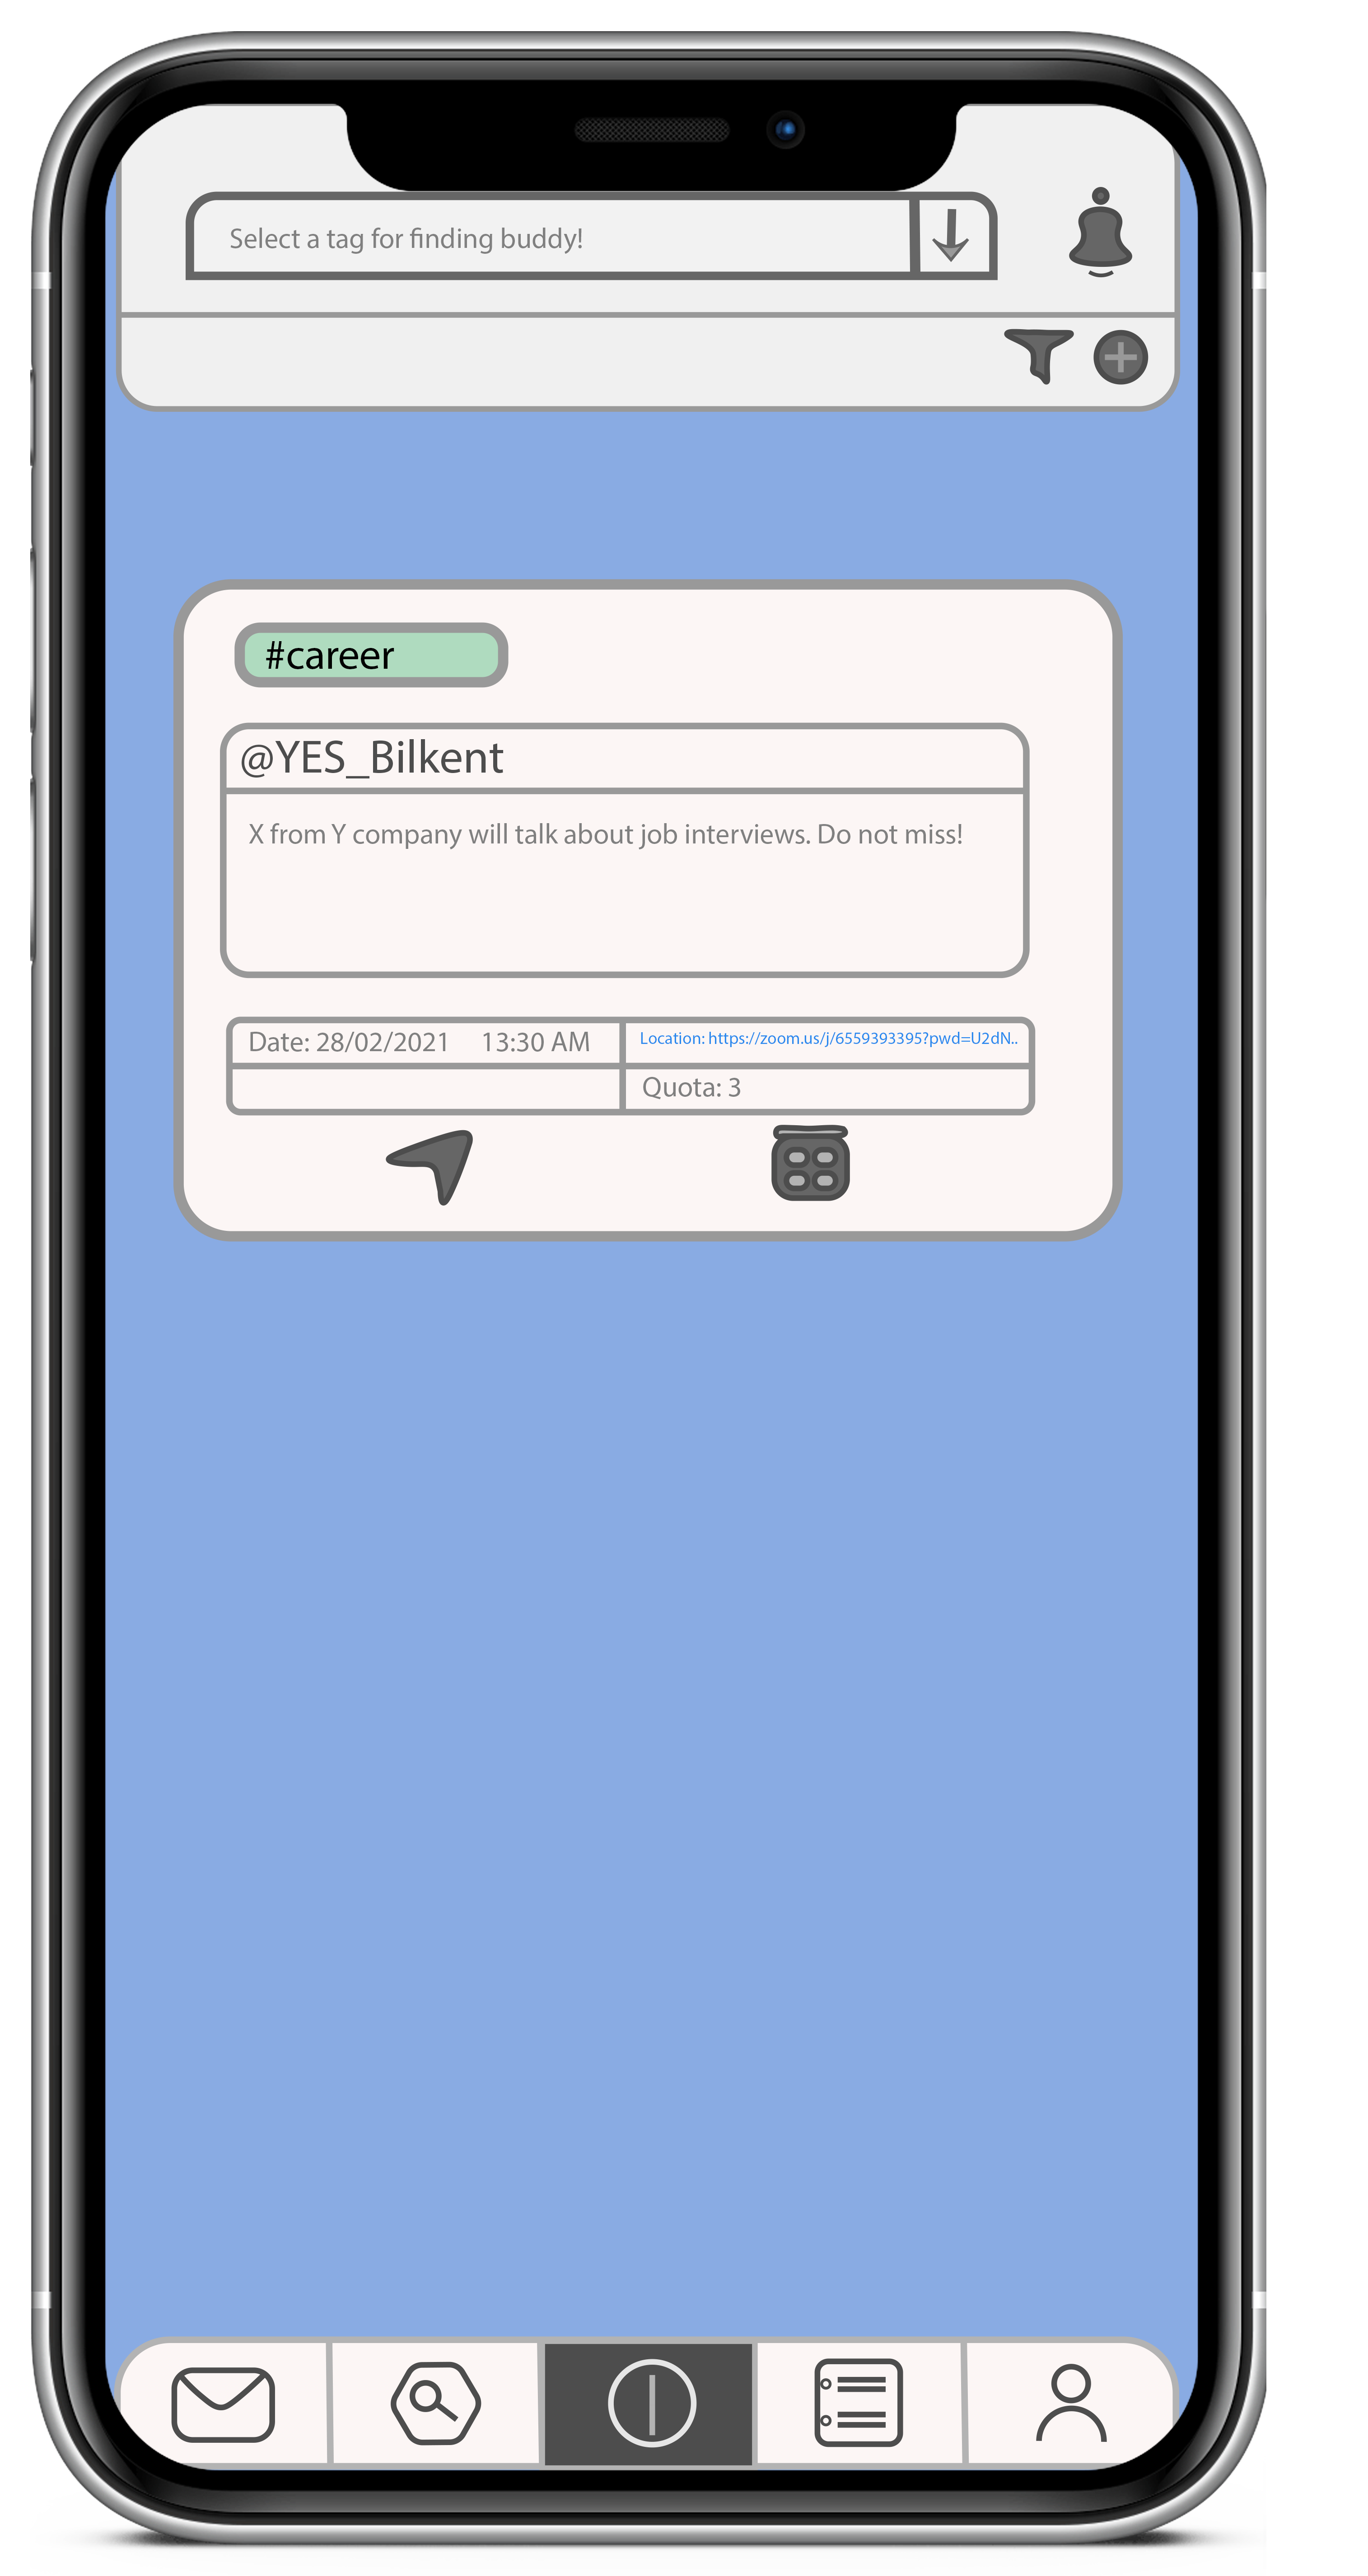 Select a tag for finding buddy!
#career
@YES_Bilkent
X from Y company will talk about job interviews. Do not miss!
Date: 28/02/2021 13:30 AM
Location: https://zoom.us/j/6559393395?pwd=U2dN..
Quota: 3